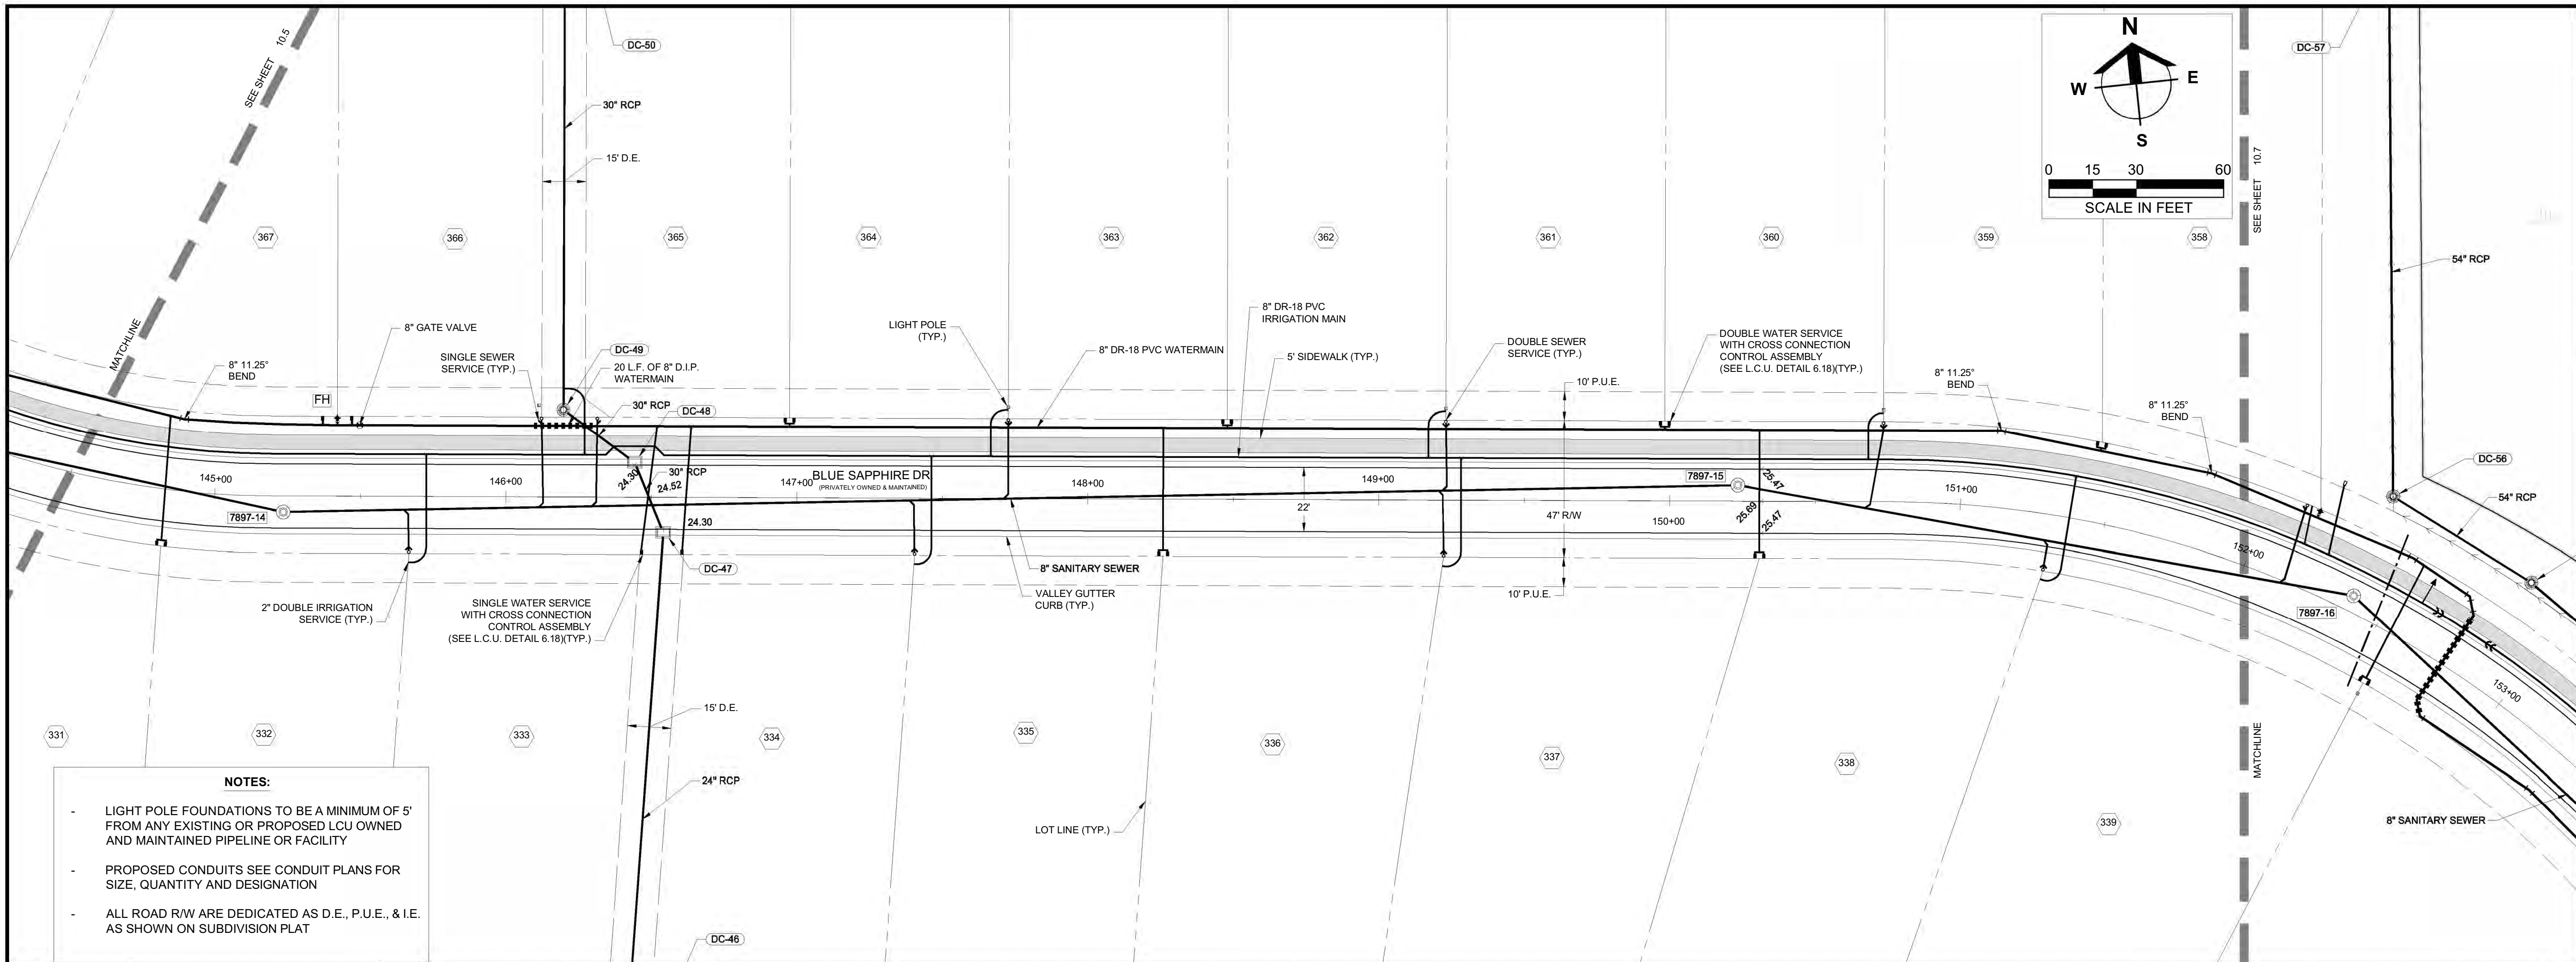 SEE SHEET 10.5
MATCHLINE
DC-50
30" RCP
15' D.E.
N
W
E
S
0 15 30 60
SCALE IN FEET
SEE SHEET 10.7
DC-57
54" RCP
367
366
365
364
363
362
361
360
359
358
8" 11.25°
BEND
FH
8" GATE VALVE
SINGLE SEWER
SERVICE (TYP.)
DC-49
20 L.F. OF 8" D.I.P.
WATERMAIN
30" RCP
DC-48
LIGHT POLE
(TYP.)
8" DR-18 PVC WATERMAIN
8" DR-18 PVC
IRRIGATION MAIN
5' SIDEWALK (TYP.)
DOUBLE SEWER
SERVICE (TYP.)
10' P.U.E.
DOUBLE WATER SERVICE
WITH CROSS CONNECTION
CONTROL ASSEMBLY
(SEE L.C.U. DETAIL 6.18)(TYP.)
8" 11.25°
BEND
8" 11.25°
BEND
DC-56
54" RCP
145+00
146+00
24.30
30" RCP
24.52
147+00
BLUE SAPPHIRE DR
(PRIVATELY OWNED & MAINTAINED)
148+00
149+00
7897-15
25.47
151+00
7897-14
24.30
22'
47' R/W
150+00
25.69
25.47
152+00
DC-47
8" SANITARY SEWER
VALLEY GUTTER
CURB (TYP.)
10' P.U.E.
7897-16
153+00
2" DOUBLE IRRIGATION
SERVICE (TYP.)
SINGLE WATER SERVICE
WITH CROSS CONNECTION
CONTROL ASSEMBLY
(SEE L.C.U. DETAIL 6.18)(TYP.)
15' D.E.
331
332
333
334
335
336
337
338
339
MATCHLINE
24" RCP
LOT LINE (TYP.)
8" SANITARY SEWER
DC-46
NOTES:
- LIGHT POLE FOUNDATIONS TO BE A MINIMUM OF 5'
FROM ANY EXISTING OR PROPOSED LCU OWNED
AND MAINTAINED PIPELINE OR FACILITY
- PROPOSED CONDUITS SEE CONDUIT PLANS FOR
SIZE, QUANTITY AND DESIGNATION
- ALL ROAD R/W ARE DEDICATED AS D.E., P.U.E., & I.E.
AS SHOWN ON SUBDIVISION PLAT